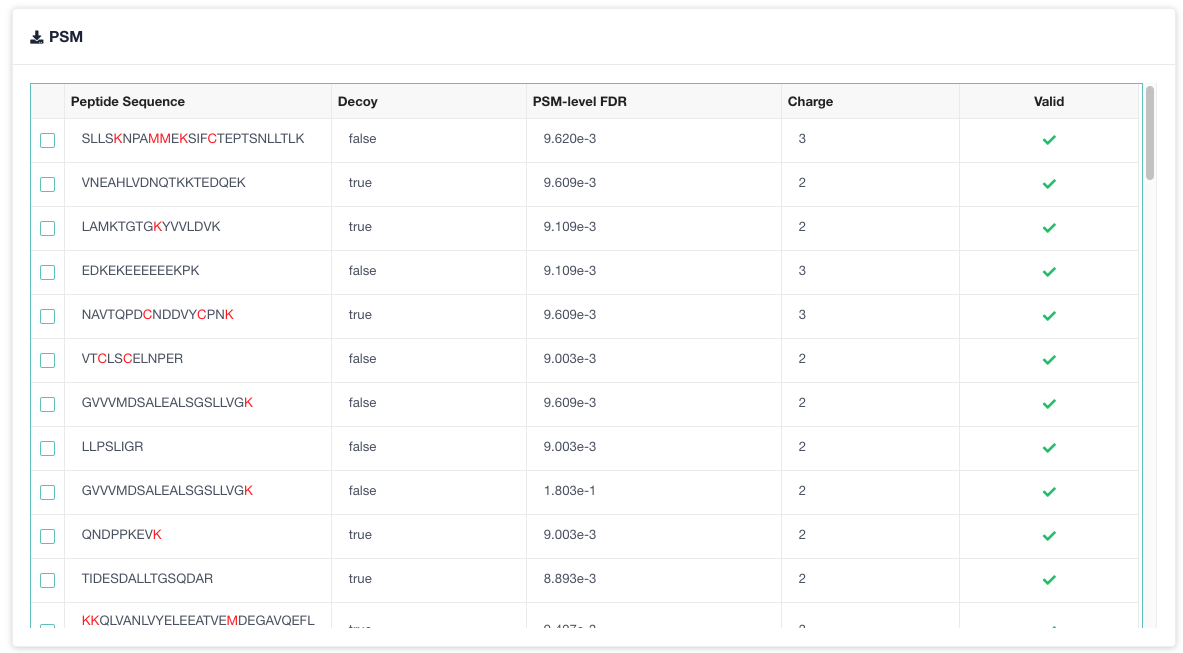 PSM
Peptide Sequence Decoy PSM-level FDR Charge Valid
SLLSKNPAMMEKSIFCTEPTSNLLTLK false 9.620e-3 3
VNEAHLVDNQTKKTEDQEK true 9.609e-3 2
LAMKTGTGKYVVLDVK true 9.109e-3 2
EDKEKEEEEEEKPK false 9.109e-3 3
NAVTQPDCNDDVYCPNK true 9.609e-3 3
VTCLSCELNPER false 9.003e-3 2
GVVVMDSALEALSGSLLVGK false 9.609e-3 2
LLPSLIGR false 9.003e-3 2
GVVVMDSALEALSGSLLVGK false 1.803e-1 2
QNDPPKEVK true 9.003e-3 2
TIDESDALLTGSQDAR true 8.893e-3 2
KKQLVANLVYELEEATVEMDEGAVQEFL true